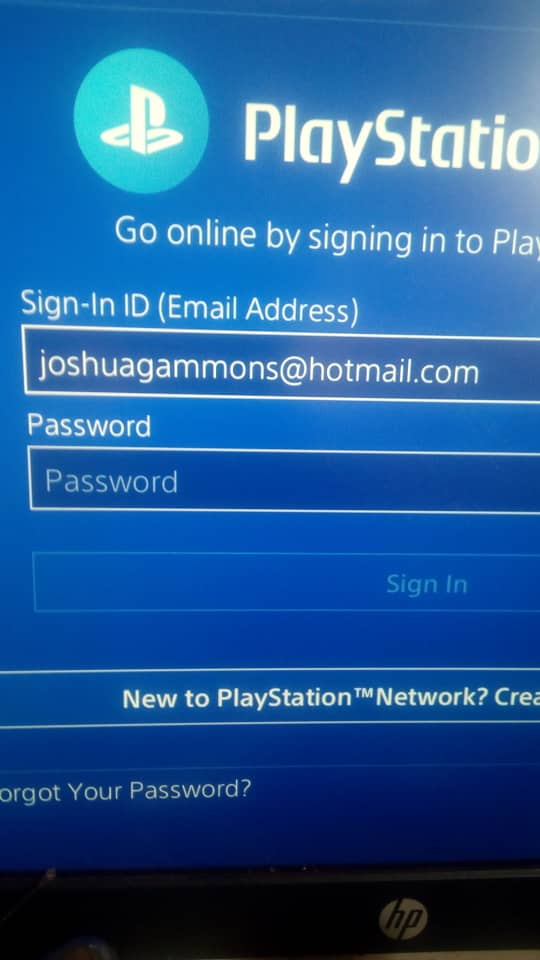 PlayStatio
Go online by signing in to Play
Sign-In ID (Email Address)
joshuagammons@hotmail.com
Password
Password
Sign In
New to PlayStation™Network? Crea
orgot Your Password?
hp